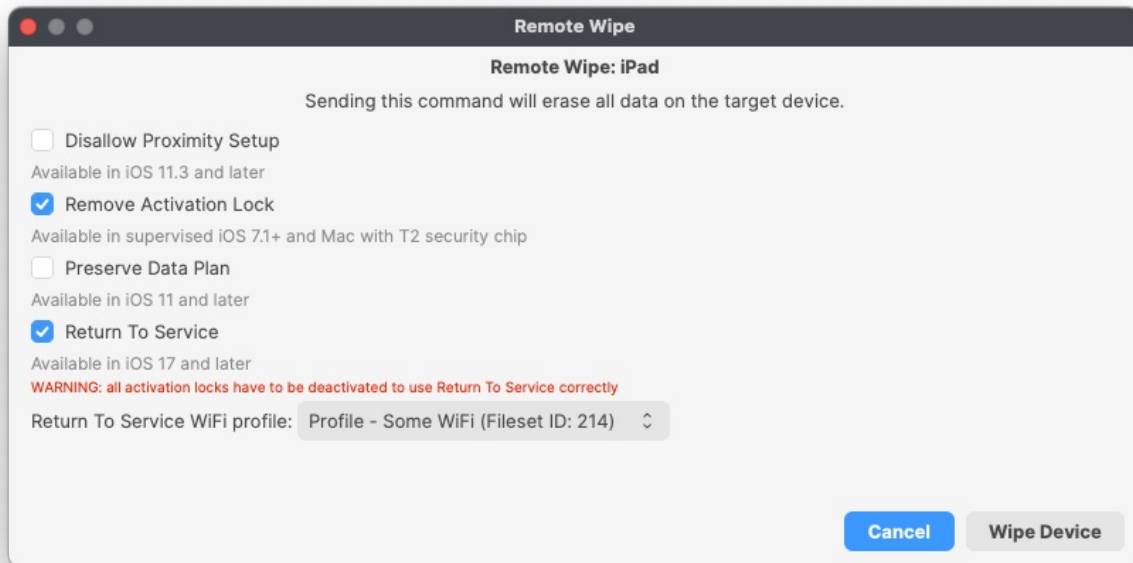 Remote Wipe
Remote Wipe: iPad
Sending this command will erase all data on the target device.
Disallow Proximity Setup
Available in iOS 11.3 and later
Remove Activation Lock
Available in supervised iOS 7.1+ and Mac with T2 security chip
Preserve Data Plan
Available in iOS 11 and later
Return To Service
Available in iOS 17 and later
WARNING: all activation locks have to be deactivated to use Return To Service correctly
Return To Service WiFi profile: Profile - Some WiFi (Fileset ID: 214)
Cancel Wipe Device